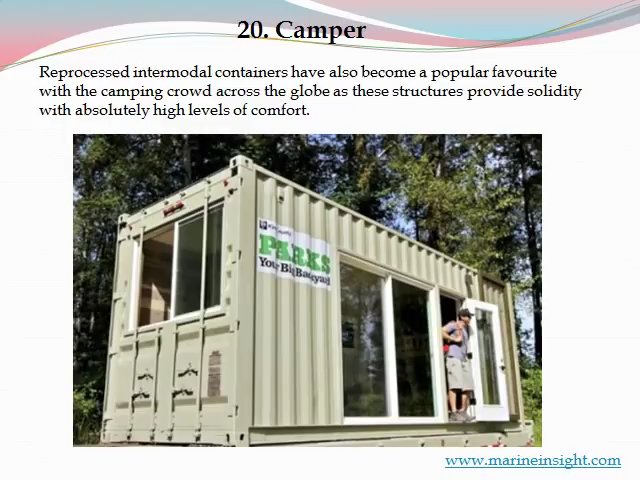 20. Camper
Reprocessed intermodal containers have also become a popular favourite
with the camping crowd across the globe as these structures provide solidity
with absolutely high levels of comfort.
PARKS
Your Big Backyard
www.marineinsight.com